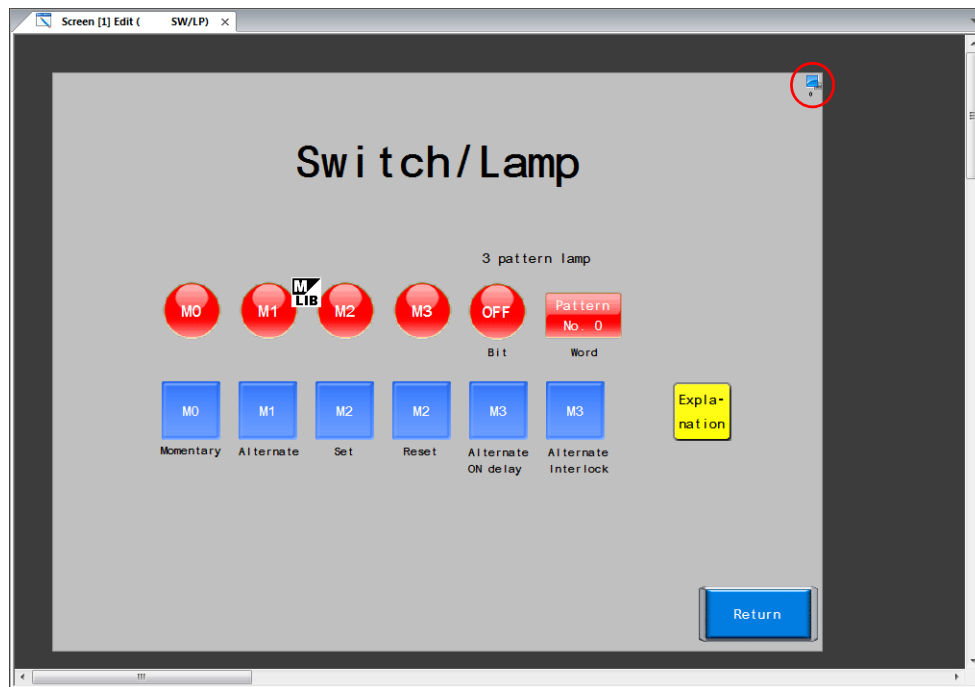 Screen [1] Edit ( SW/LP) ×
0
Switch/Lamp
3 pattern lamp
M0 M1 M LIB M2 M3 OFF Pattern
No. 0
Bit Word
M0 M1 M2 M2 M3 M3 Expla-
nation
Momentary Alternate Set Reset Alternate Alternate
ON delay Interlock
Return